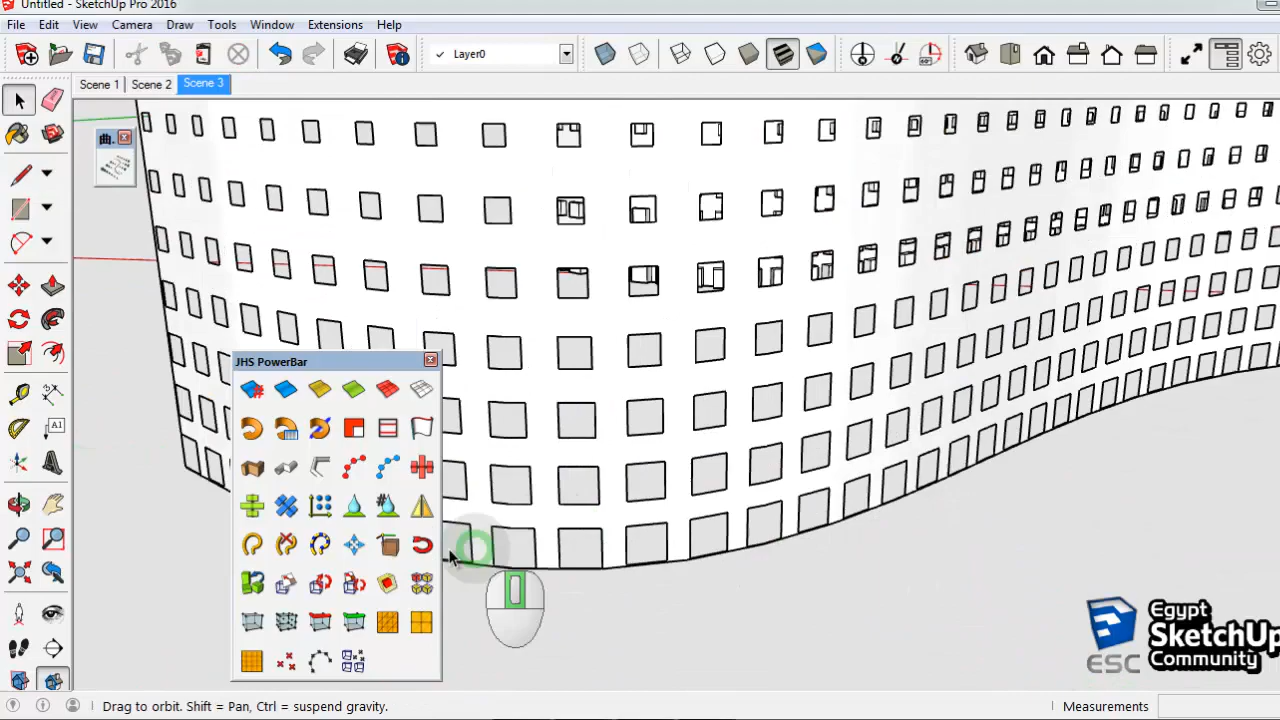 Untitled - SketchUp Pro 2016
File Edit View Camera Draw Tools Window Extensions Help
Layer0
Scene 1 Scene 2 Scene 3
JHS PowerBar
Egypt
SketchUp
Community
ESC
Drag to orbit. Shift = Pan, Ctrl = suspend gravity.
Measurements